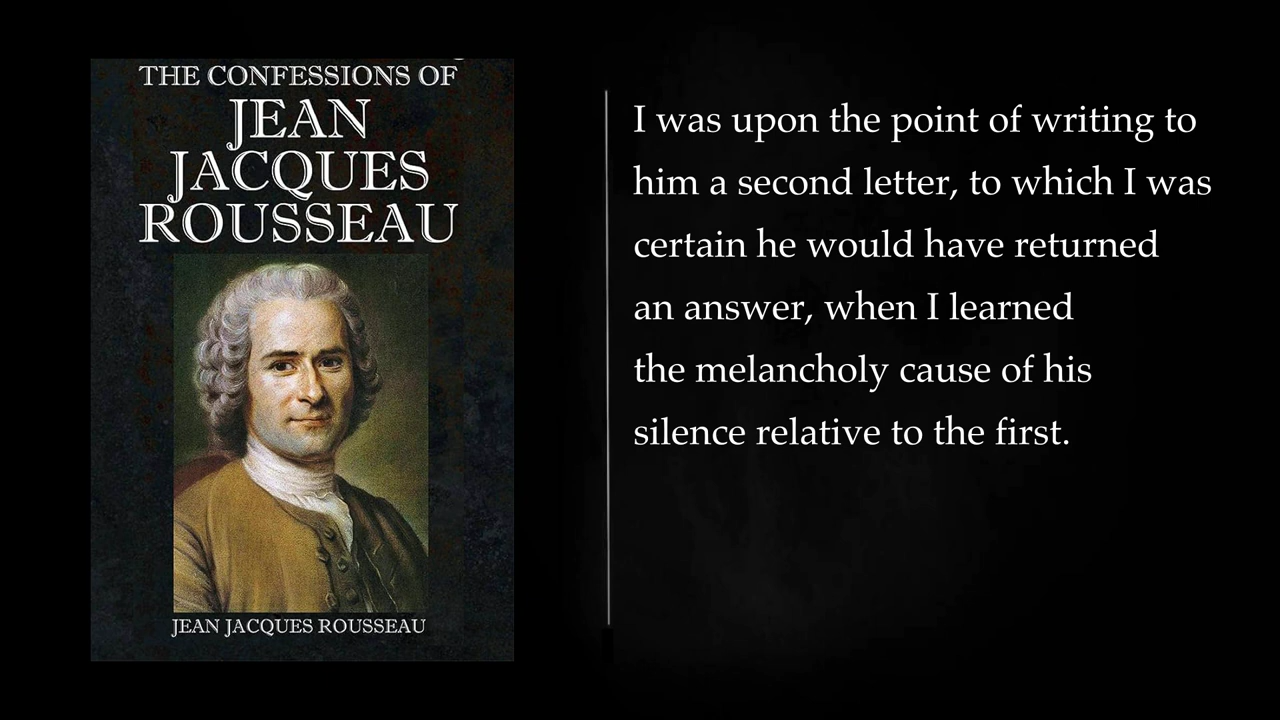 THE CONFESSIONS OF
JEAN
JACQUES
ROUSSEAU
JEAN JACQUES ROUSSEAU
I was upon the point of writing to
him a second letter, to which I was
certain he would have returned
an answer, when I learned
the melancholy cause of his
silence relative to the first.